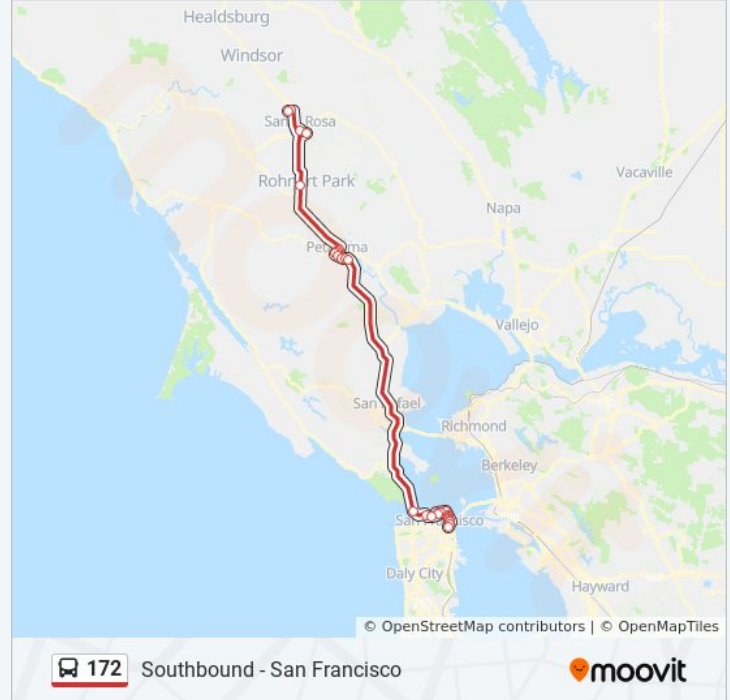 Healdsburg
Windsor
Santa Rosa
Rohnert Park
Vacaville
Napa
Petaluma
Vallejo
San Rafael
Richmond
Berkeley
San Francisco
Daly City
Hayward
© OpenStreetMap contributors | © OpenMapTiles
172 Southbound - San Francisco
moovit